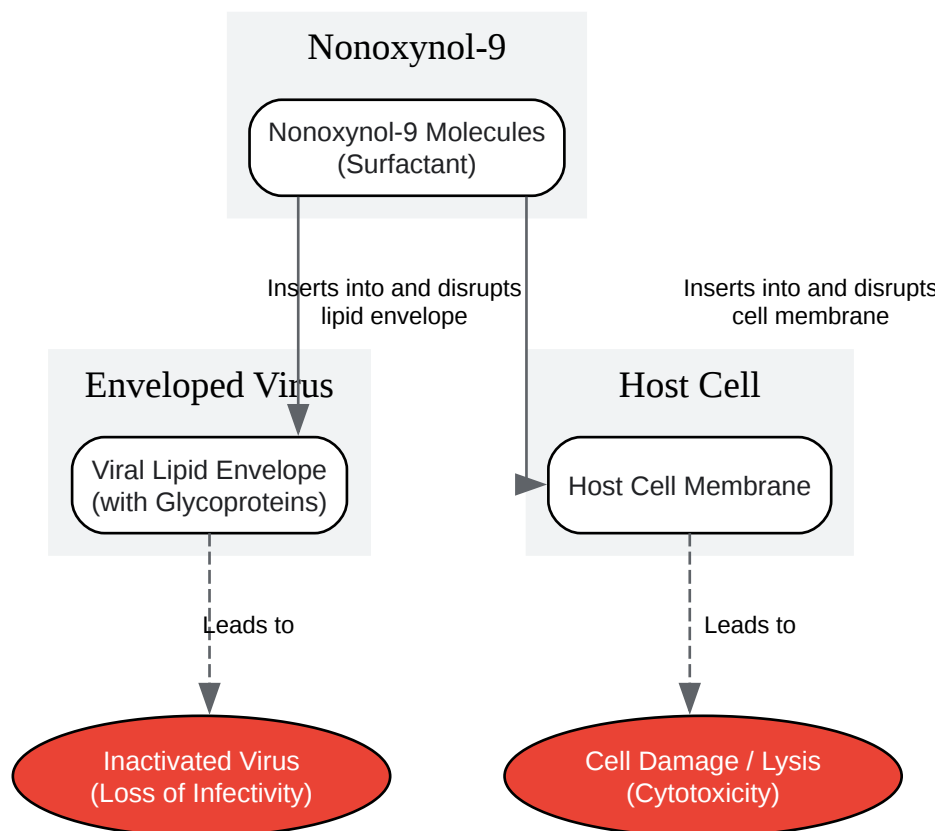 Nonoxynol-9
Nonoxynol-9 Molecules
(Surfactant)
Inserts into and disrupts
lipid envelope
Inserts into and disrupts
cell membrane
Enveloped Virus
Host Cell
Viral Lipid Envelope
(with Glycoproteins)
Host Cell Membrane
Leads to
Leads to
Inactivated Virus
(Loss of Infectivity)
Cell Damage / Lysis
(Cytotoxicity)